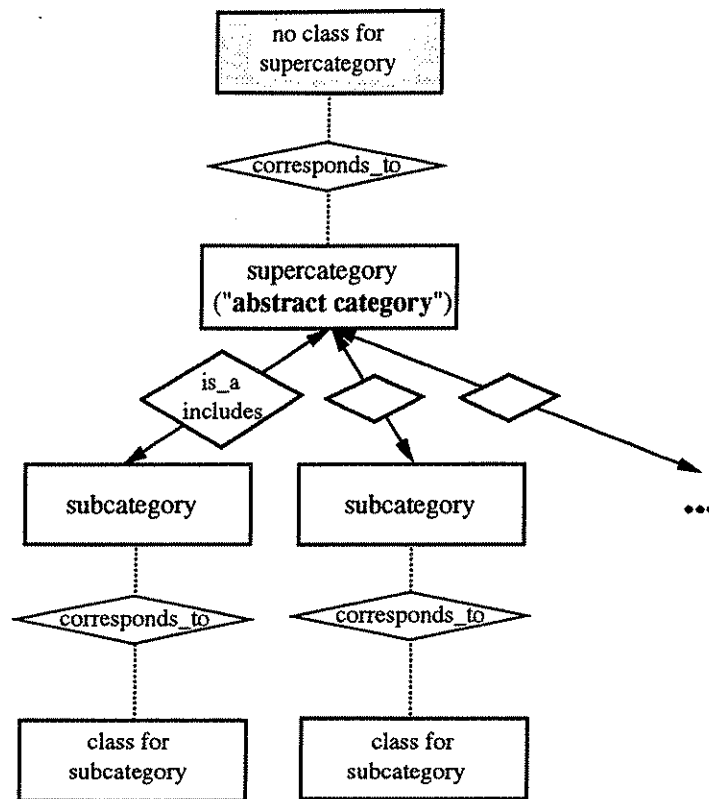 no class for
supercategory
corresponds_to
supercategory
("abstract category")
is_a
includes
subcategory
subcategory
...
corresponds_to
corresponds_to
class for
subcategory
class for
subcategory